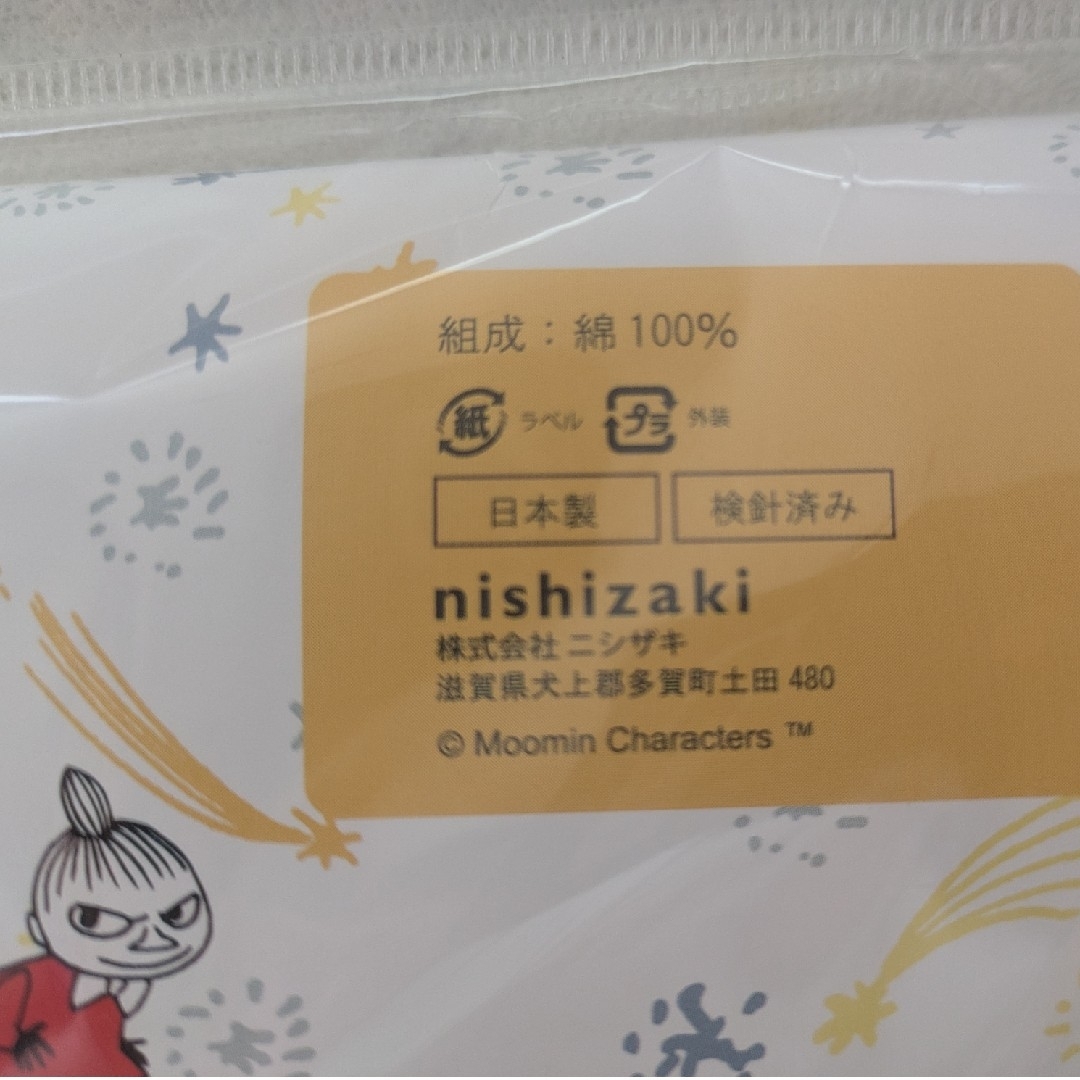 組成：綿 100%
紙 ラベル プラ 外装
日本製 検針済み
nishizaki
株式会社 ニシザキ
滋賀県犬上郡多賀町土田 480
© Moomin Characters ™